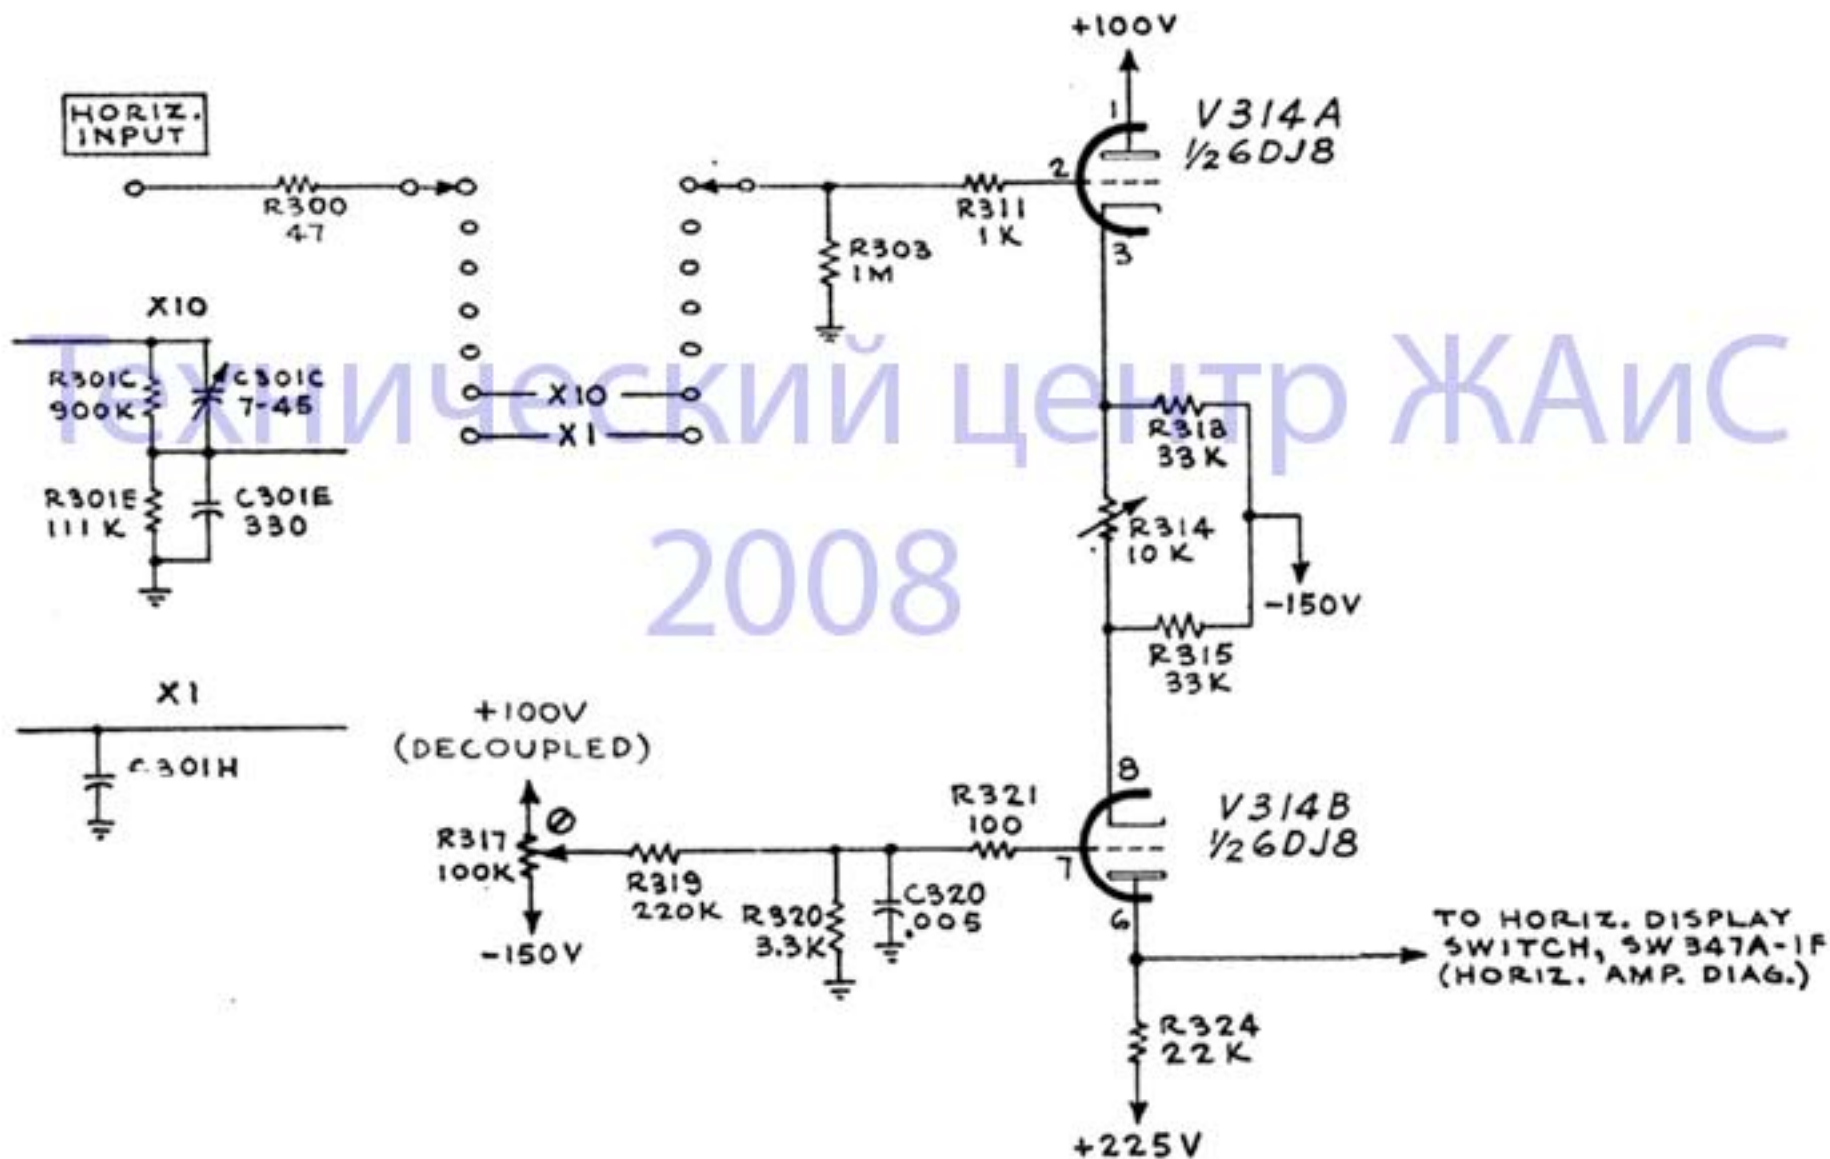 +100V
HORIZ.
INPUT
1
V314A
½6DJ8
2
R300
47
R311
1K
3
R303
1M
X10
R301C
900K
C301C
7-45
X10
X1
R313
33K
R301E
111K
C301E
330
R314
10K
-150V
Технический центр ЖАиС
2008
R315
33K
X1
+100V
(DECOUPLED)
C301H
8
R321
100
V314B
½6DJ8
R317
100K
7
R319
220K
R320
3.3K
C320
.005
6
-150V
TO HORIZ. DISPLAY
SWITCH, SW347A-1F
(HORIZ. AMP. DIAG.)
R324
22K
+225V